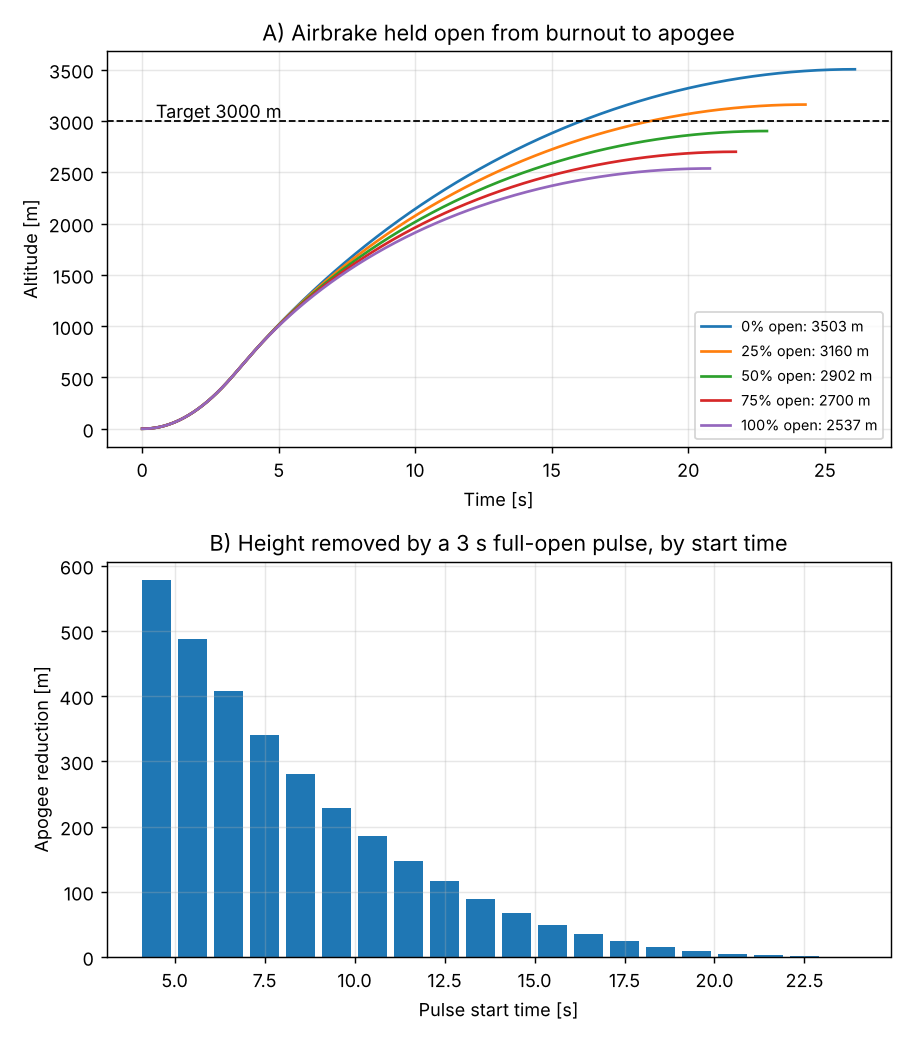 A) Airbrake held open from burnout to apogee
3500
3000
2500
2000
1500
1000
500
0
Altitude [m]
Target 3000 m
0% open: 3503 m
25% open: 3160 m
50% open: 2902 m
75% open: 2700 m
100% open: 2537 m
0 5 10 15 20 25
Time [s]
B) Height removed by a 3 s full-open pulse, by start time
600
500
400
300
200
100
0
Apogee reduction [m]
5.0 7.5 10.0 12.5 15.0 17.5 20.0 22.5
Pulse start time [s]